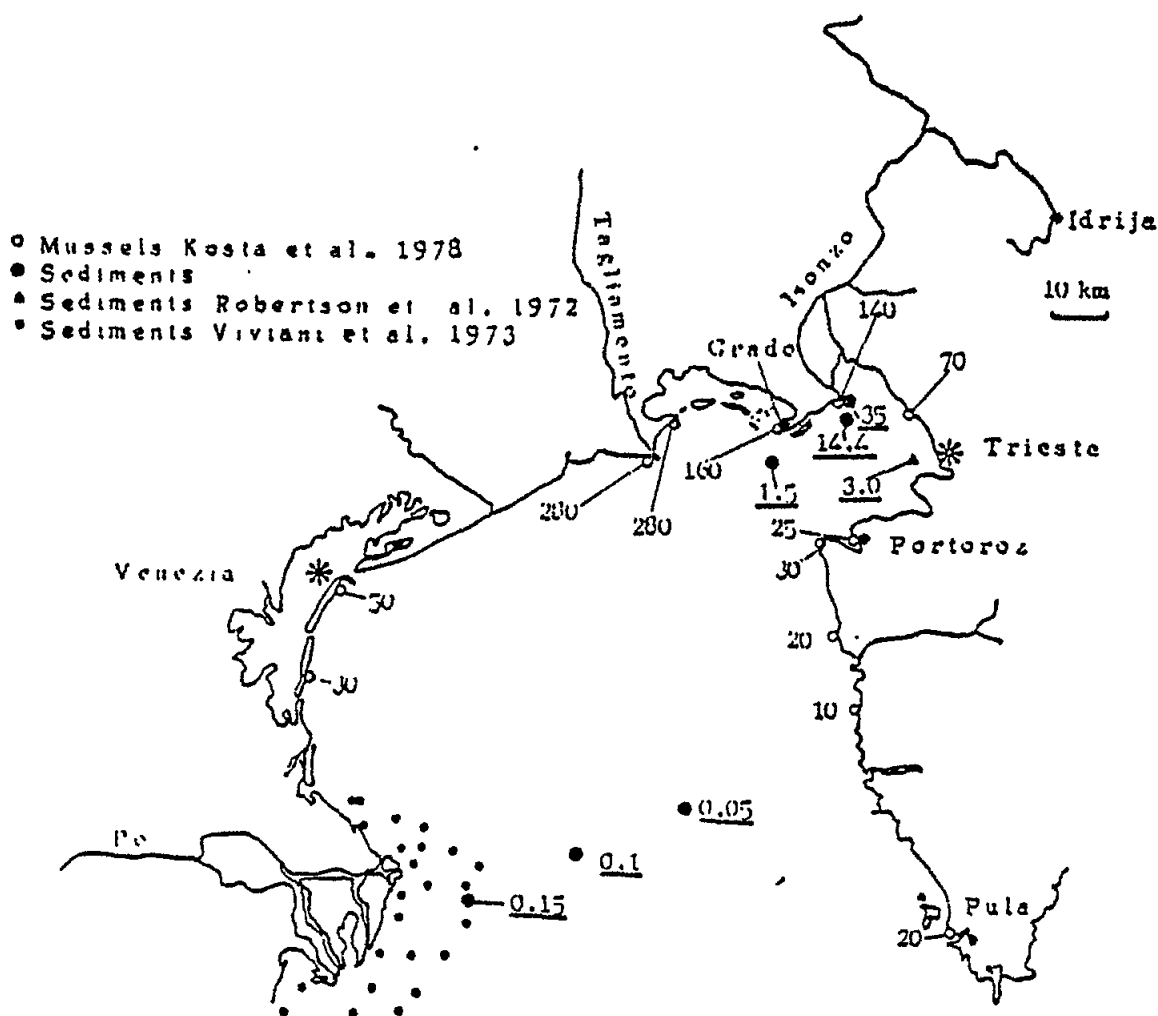 Idrija
Tagliamento
Isonzo
o Mussels Kosta et al. 1978
● Sediments
▲ Sediments Robertson et al. 1972
• Sediments Viviani et al. 1973
10 km
140
Grado
70
35
14.4
Trieste
160
1.5
3.0
280
280
25
Portoroz
30
Venezia
50
20
30
10
0.05
Po
0.1
0.15
Pula
20